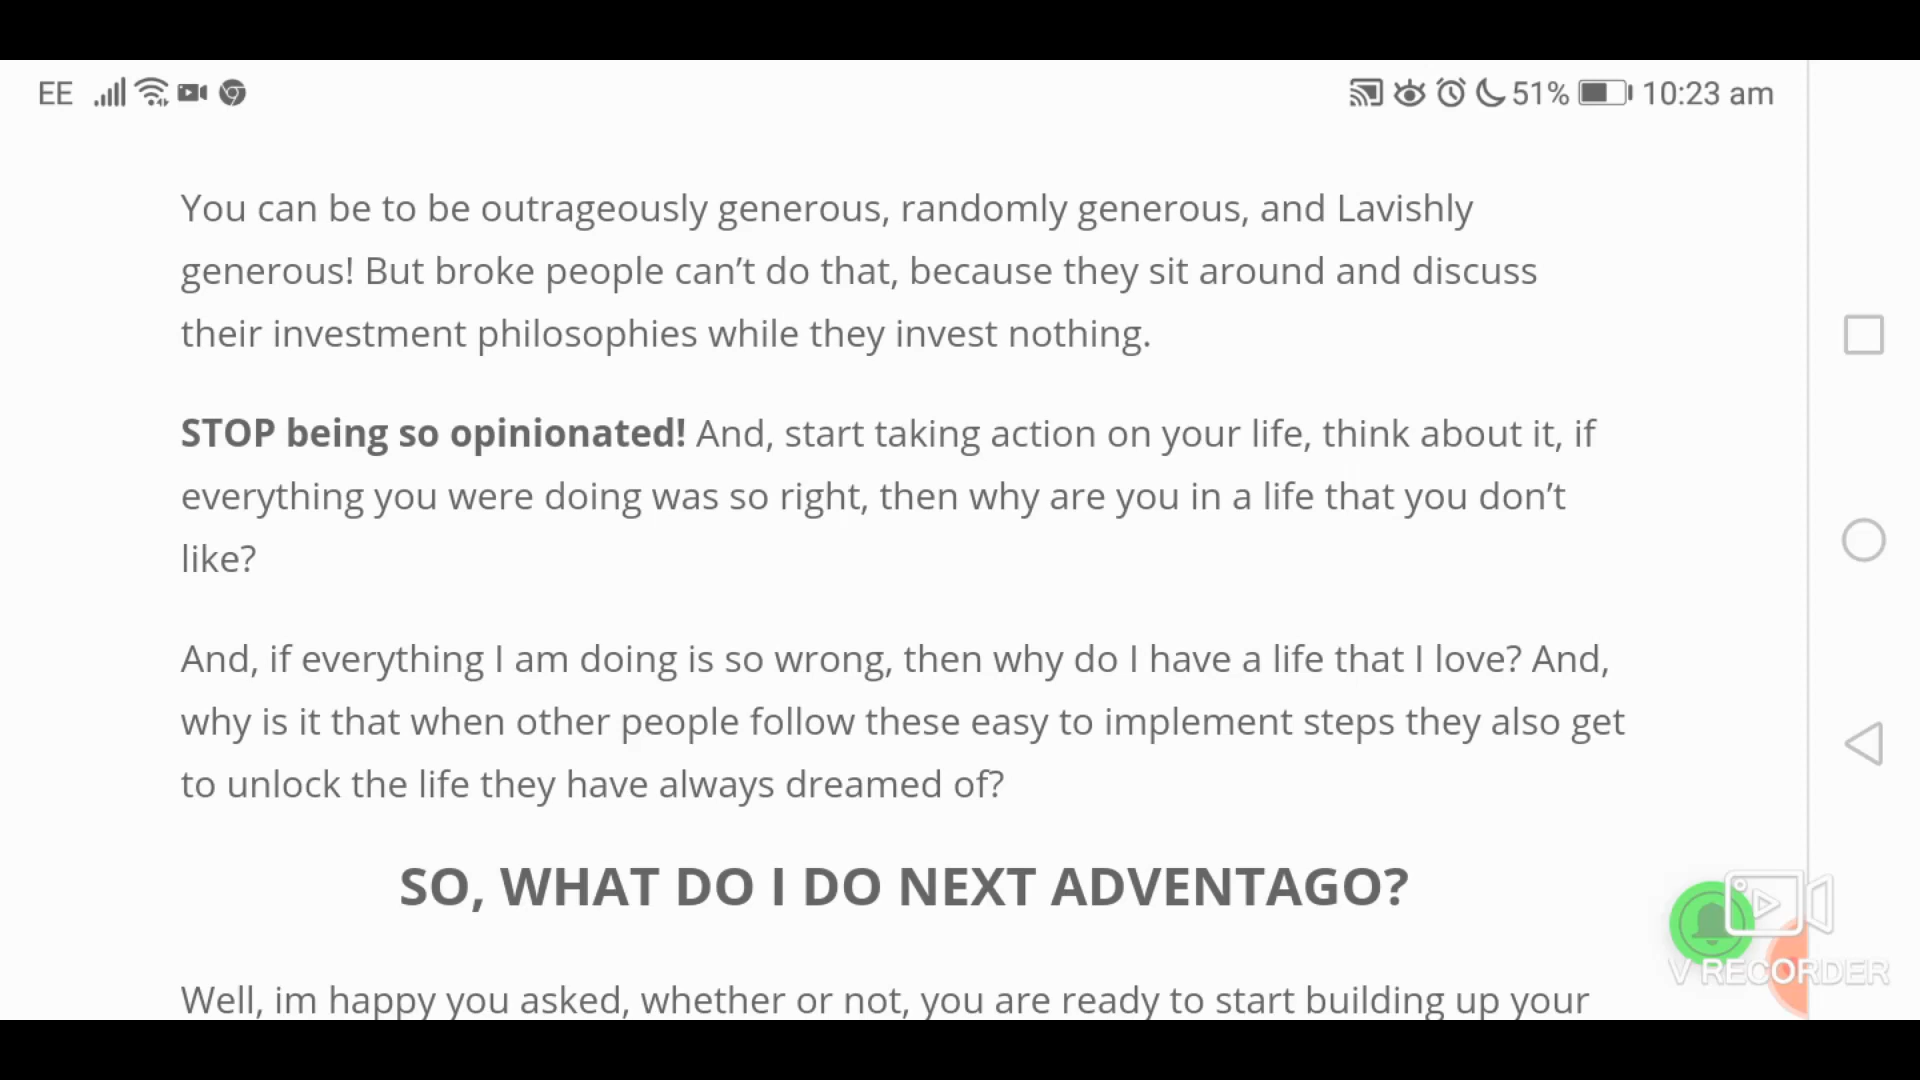 EE 51% 10:23 am
You can be to be outrageously generous, randomly generous, and Lavishly
generous! But broke people can’t do that, because they sit around and discuss
their investment philosophies while they invest nothing.
STOP being so opinionated! And, start taking action on your life, think about it, if
everything you were doing was so right, then why are you in a life that you don’t
like?
And, if everything I am doing is so wrong, then why do I have a life that I love? And,
why is it that when other people follow these easy to implement steps they also get
to unlock the life they have always dreamed of?
SO, WHAT DO I DO NEXT ADVENTAGO?
V RECORDER
Well, im happy you asked, whether or not, you are ready to start building up your